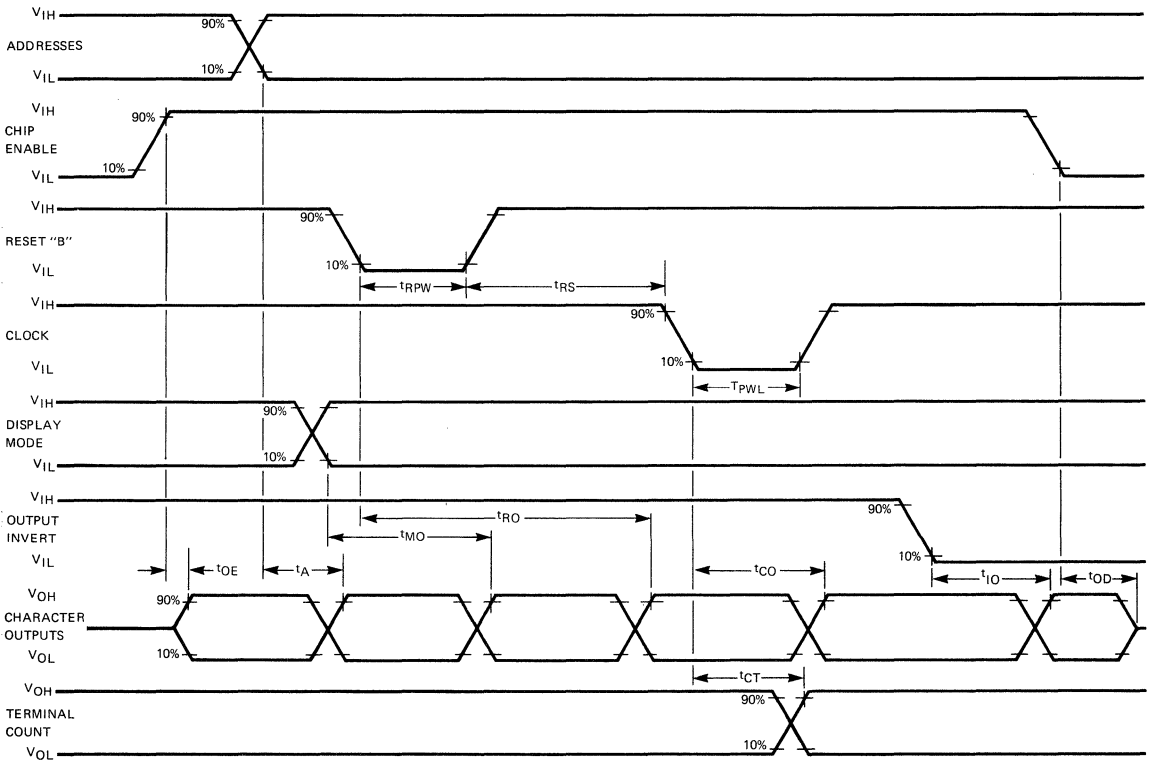 VIH
90%
ADDRESSES
10%
VIL
VIH
90%
CHIP
ENABLE
10%
VIL
VIH
90%
RESET "B"
10%
VIL
tRPW
tRS
VIH
90%
CLOCK
10%
VIL
TPWL
VIH
90%
DISPLAY
MODE
10%
VIL
VIH
90%
OUTPUT
INVERT
tRO
tMO
10%
VIL
tOE
tA
tCO
tIO
tOD
VOH
90%
CHARACTER
OUTPUTS
10%
VOL
tCT
VOH
90%
TERMINAL
COUNT
10%
VOL